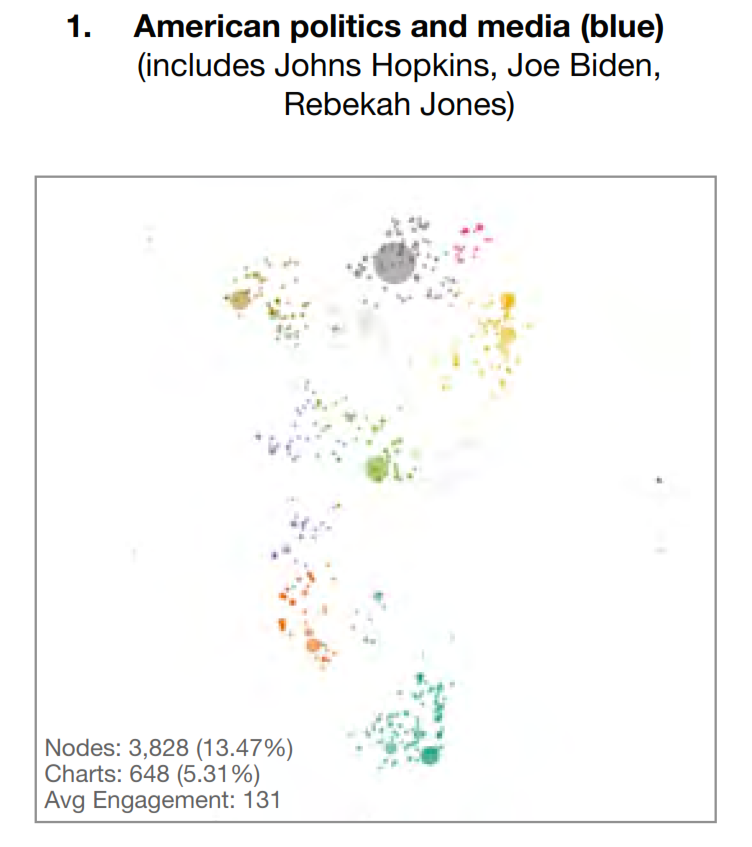 1. American politics and media (blue)
(includes Johns Hopkins, Joe Biden,
Rebekah Jones)
Nodes: 3,828 (13.47%)
Charts: 648 (5.31%)
Avg Engagement: 131